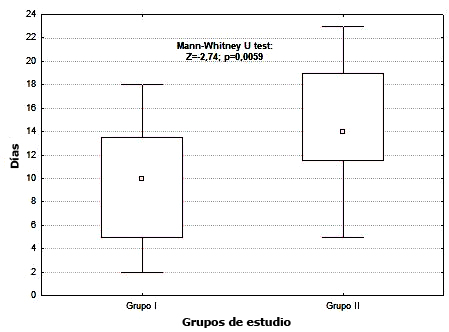 24
22
20
18
16
14
12
10
8
6
4
2
0
Días
Mann-Whitney U test:
Z=-2,74; p=0,0059
Grupo I
Grupo II
Grupos de estudio